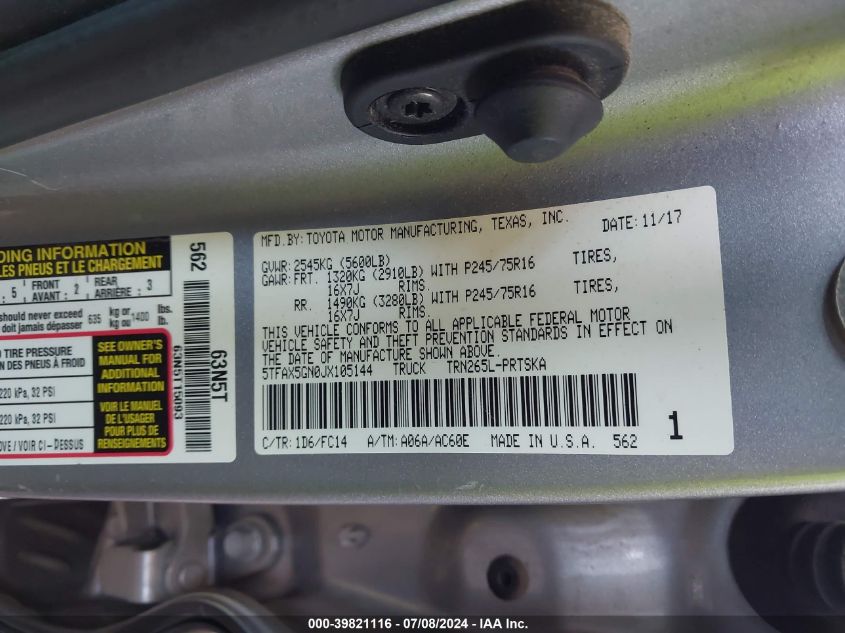 DING INFORMATION
LES PNEUS ET LE CHARGEMENT
: 5 FRONT AVANT : 2 REAR ARRIÈRE : 3
should never exceed
doit jamais dépasser 635 kg or kg ou 1400 lbs. lb.
TIRE PRESSURE
N DES PNEUS À FROID
220 kPa, 32 PSI
220 kPa, 32 PSI
OVE / VOIR CI-DESSUS
SEE OWNER'S
MANUAL FOR
ADDITIONAL
INFORMATION
VOIR LE MANUEL
DE L'USAGER
POUR PLUS DE
RENSEIGNEMENTS
562
63N5T
MFD.BY:TOYOTA MOTOR MANUFACTURING, TEXAS, INC. DATE:11/17
GVWR:2545KG (5600LB)
GAWR:FRT. 1320KG (2910LB) WITH P245/75R16 TIRES,
16X7J RIMS.
RR. 1490KG (3280LB) WITH P245/75R16 TIRES,
16X7J RIMS.
THIS VEHICLE CONFORMS TO ALL APPLICABLE FEDERAL MOTOR
VEHICLE SAFETY AND THEFT PREVENTION STANDARDS IN EFFECT ON
THE DATE OF MANUFACTURE SHOWN ABOVE.
5TFAX5GN0JX105144 TRUCK TRN265L-PRTSKA
C/TR:1D6/FC14 A/TM:A06A/AC60E MADE IN U.S.A. 562 1
000-39821116 - 07/08/2024 - IAA Inc.